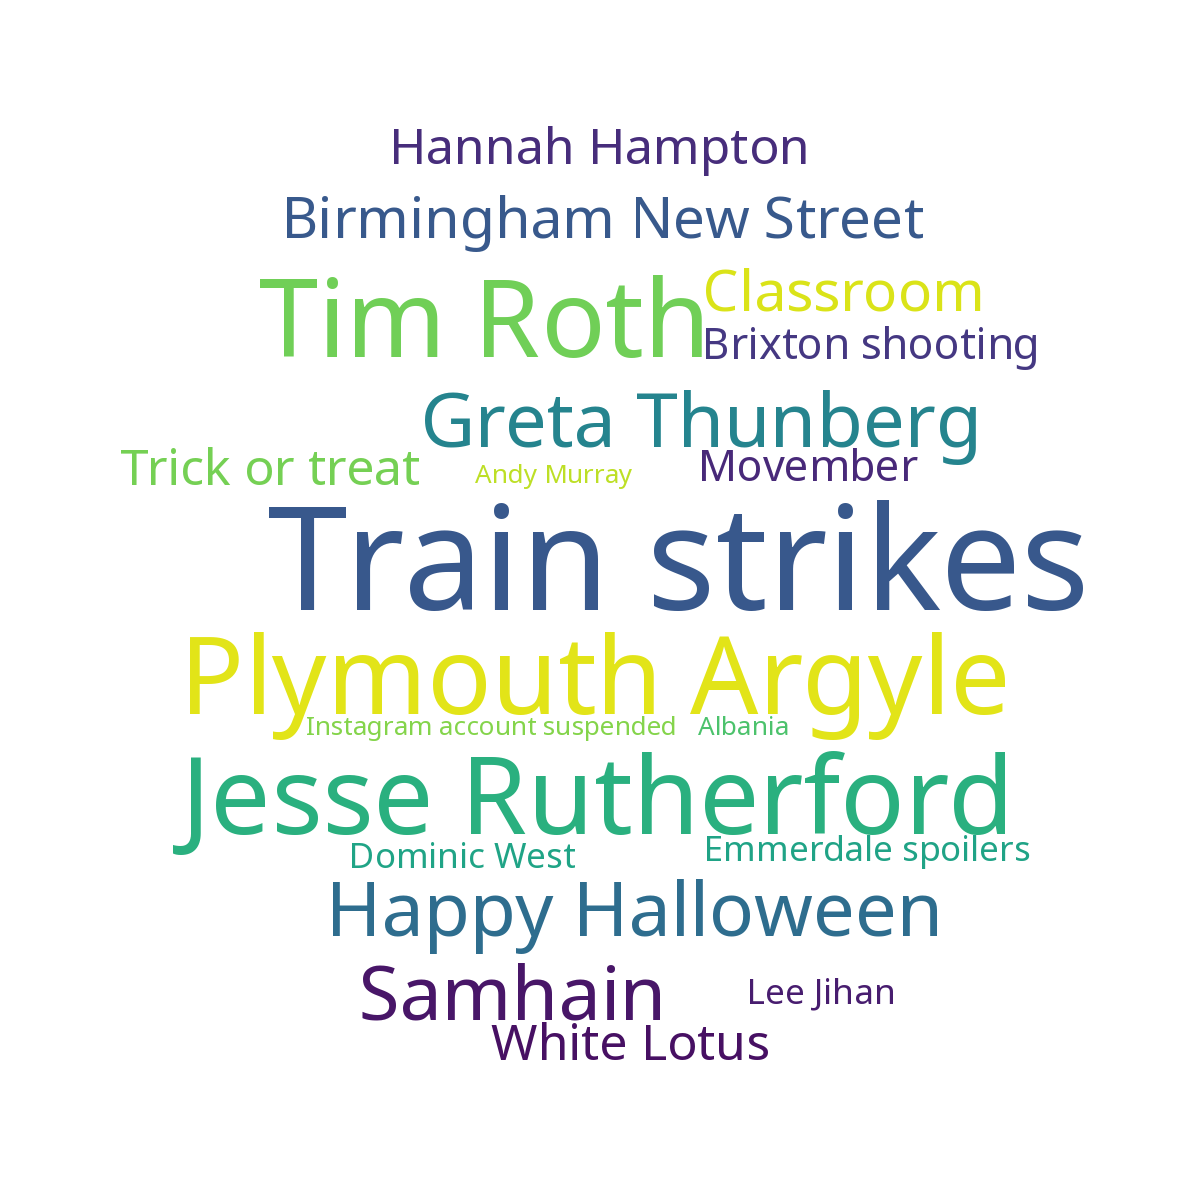 Hannah Hampton
Birmingham New Street
Tim Roth
Classroom
Brixton shooting
Greta Thunberg
Trick or treat
Andy Murray
Movember
Train strikes
Plymouth Argyle
Instagram account suspended
Albania
Jesse Rutherford
Dominic West
Emmerdale spoilers
Happy Halloween
Samhain
Lee Jihan
White Lotus